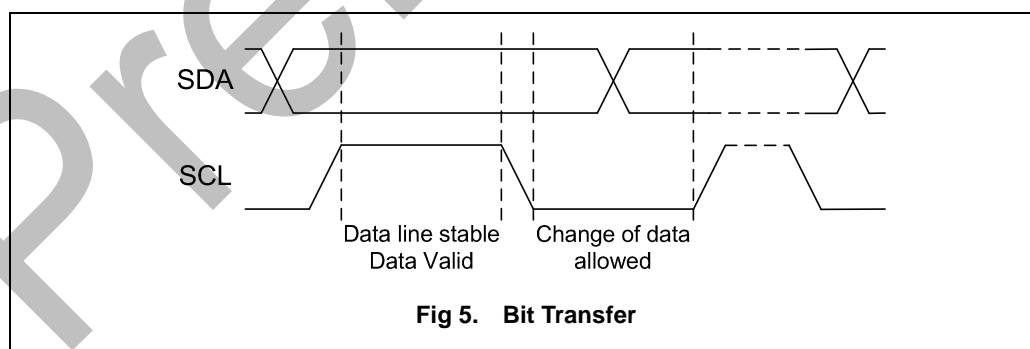 SDA
SCL
Data line stable
Data Valid
Change of data
allowed
Fig 5. Bit Transfer